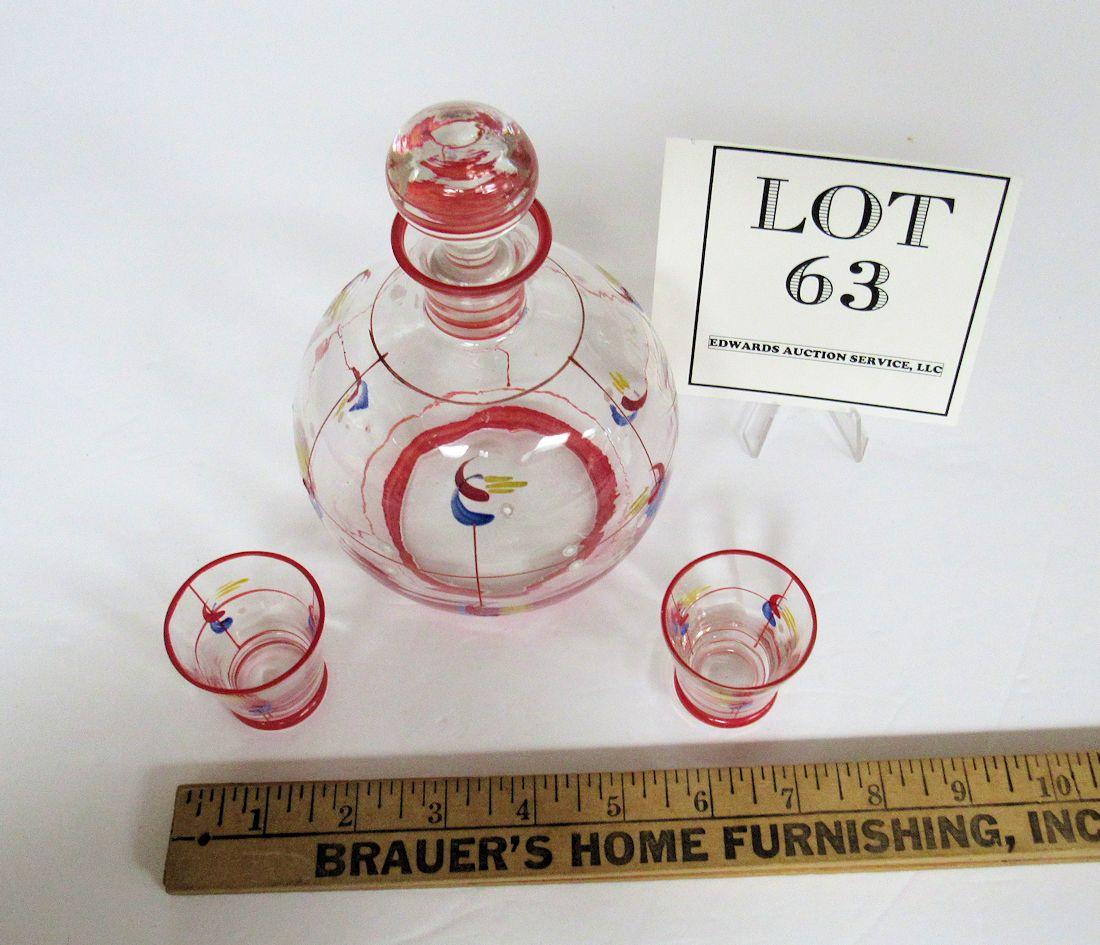 LOT
63
EDWARDS AUCTION SERVICE, LLC
1 2 3 4 5 6 7 8 9 10
BRAUER'S HOME FURNISHING, INC